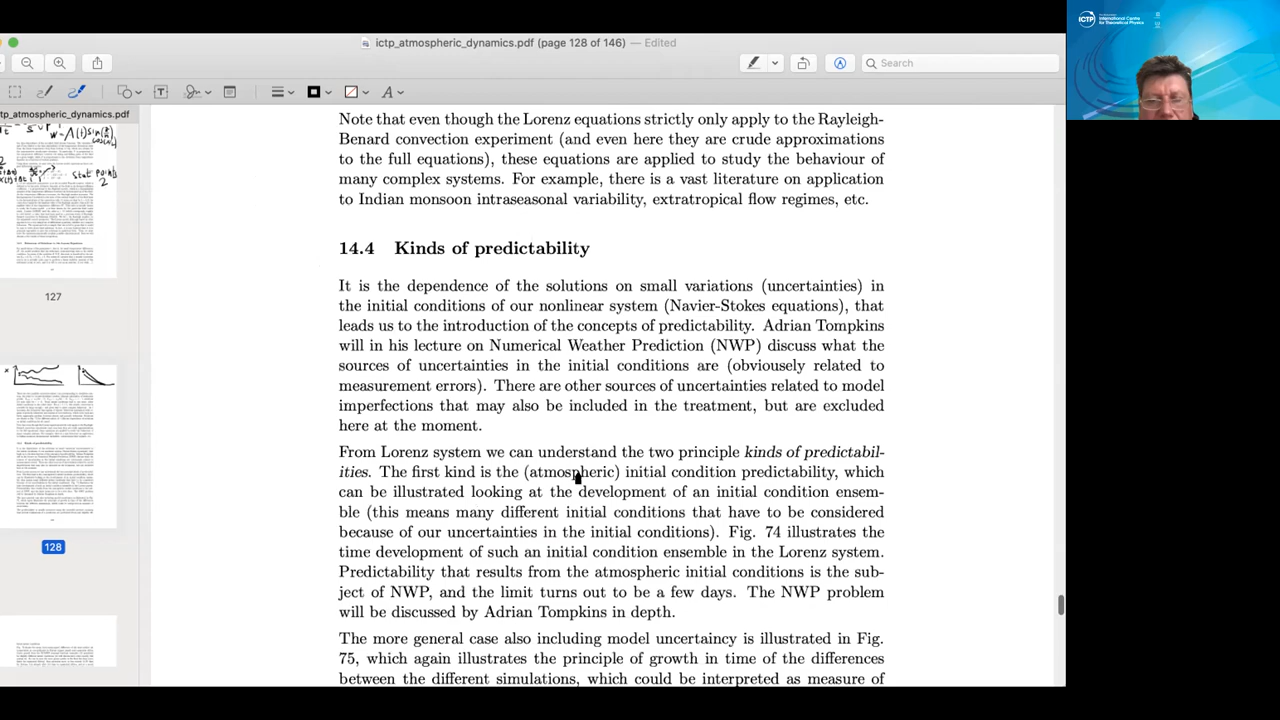 ictp_atmospheric_dynamics.pdf (page 128 of 146) — Edited
Search
tp_atmospheric_dynamics.pdf
127
128
Note that even though the Lorenz equations strictly only apply to the Rayleigh-
Benard convection experiment (and even here they are only approximations
to the full equations), these equations are applied to study the behaviour of
many complex systems. For example, there is a vast literature on application
to Indian monsoon intraseasonal variability, extratropical flow regimes, etc.
14.4 Kinds of predictability
It is the dependence of the solutions on small variations (uncertainties) in
the initial conditions of our nonlinear system (Navier-Stokes equations), that
leads us to the introduction of the concepts of predictability. Adrian Tompkins
will in his lecture on Numerical Weather Prediction (NWP) discuss what the
sources of uncertainties in the initial conditions are (obviously related to
measurement errors). There are other sources of uncertainties related to model
imperfections that may also be included in the treatment, but are excluded
here at the moment.
From Lorenz system we can understand the two principle kinds of predictabil-
ities. The first kind is pure (atmospheric) initial condition predictability, which
can be illustrated looking at the development of an initial condition ensem-
ble (this means many different initial conditions that have to be considered
because of our uncertainties in the initial conditions). Fig. 74 illustrates the
time development of such an initial condition ensemble in the Lorenz system.
Predictability that results from the atmospheric initial conditions is the sub-
ject of NWP, and the limit turns out to be a few days. The NWP problem
will be discussed by Adrian Tompkins in depth.
The more general case also including model uncertainty is illustrated in Fig.
75, which again illustrates the principle of growth in time of the differences
between the different simulations, which could be interpreted as measure of
ICTP
International Centre
for Theoretical Physics